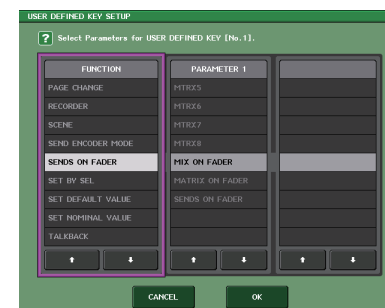 USER DEFINED KEY SETUP
? Select Parameters for USER DEFINED KEY [No.1].
FUNCTION
PAGE CHANGE
RECORDER
SCENE
SEND ENCODER MODE
SENDS ON FADER
SET BY SEL
SET DEFAULT VALUE
SET NOMINAL VALUE
TALKBACK
PARAMETER 1
MTRX5
MTRX6
MTRX7
MTRX8
MIX ON FADER
MATRIX ON FADER
SENDS ON FADER
CANCEL
OK